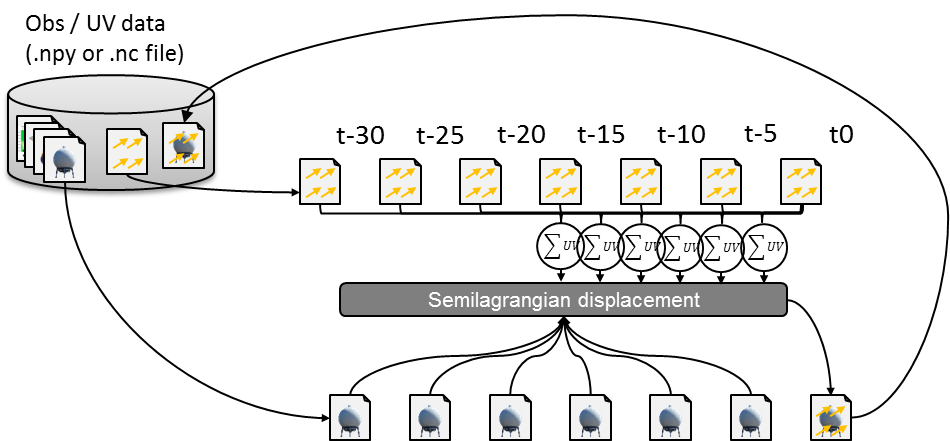 Obs / UV data
(.npy or .nc file)
t-30 t-25 t-20 t-15 t-10 t-5 t0
∑UV ∑UV ∑UV ∑UV ∑UV ∑UV
Semilagrangian displacement